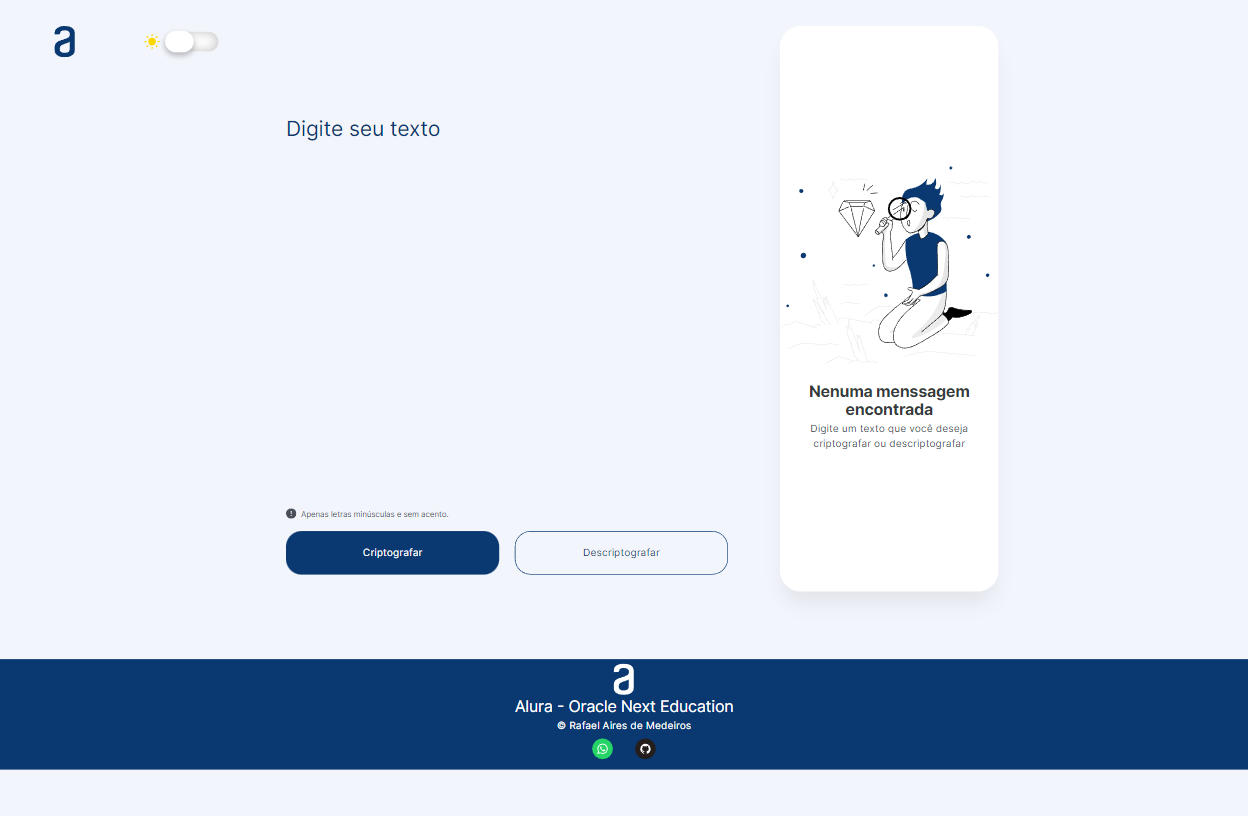 a
Digite seu texto
Nenuma menssagem
encontrada
Digite um texto que você deseja
criptografar ou descriptografar
Apenas letras minúsculas e sem acento.
Criptografar
Descriptografar
a
Alura - Oracle Next Education
© Rafael Aires de Medeiros